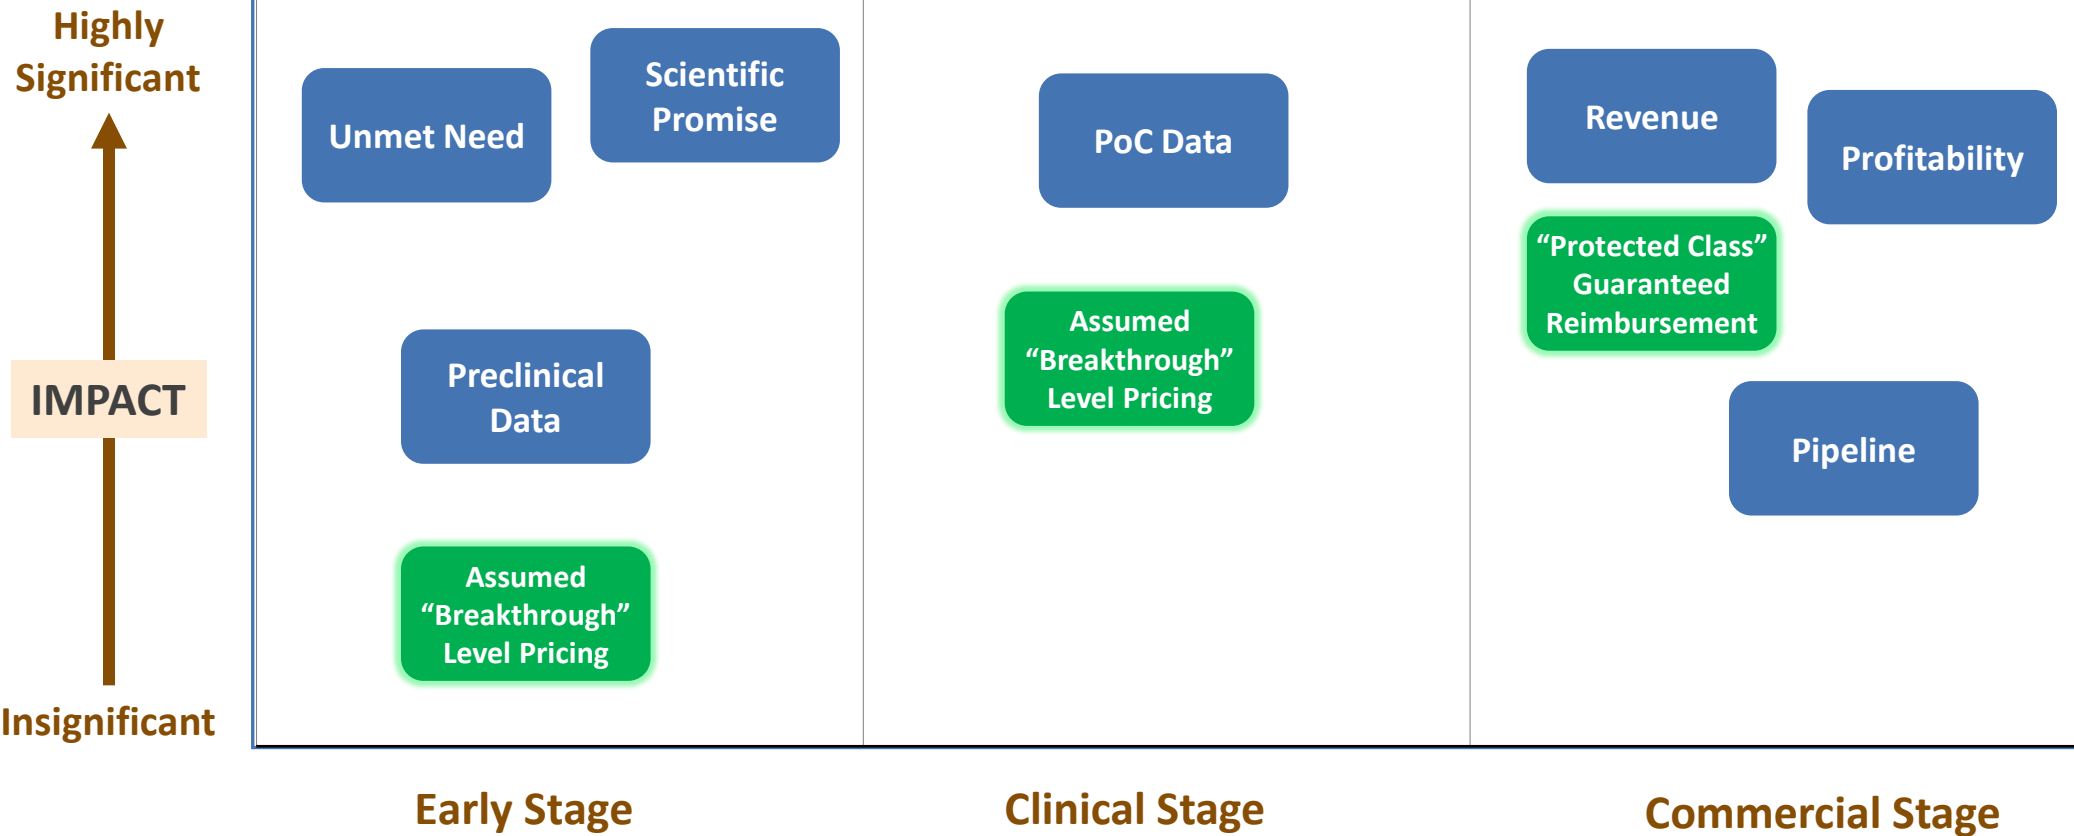 Highly
Significant
IMPACT
Insignificant
Unmet Need
Scientific
Promise
Preclinical
Data
Assumed
“Breakthrough”
Level Pricing
PoC Data
Assumed
“Breakthrough”
Level Pricing
Revenue
Profitability
“Protected Class”
Guaranteed
Reimbursement
Pipeline
Early Stage
Clinical Stage
Commercial Stage